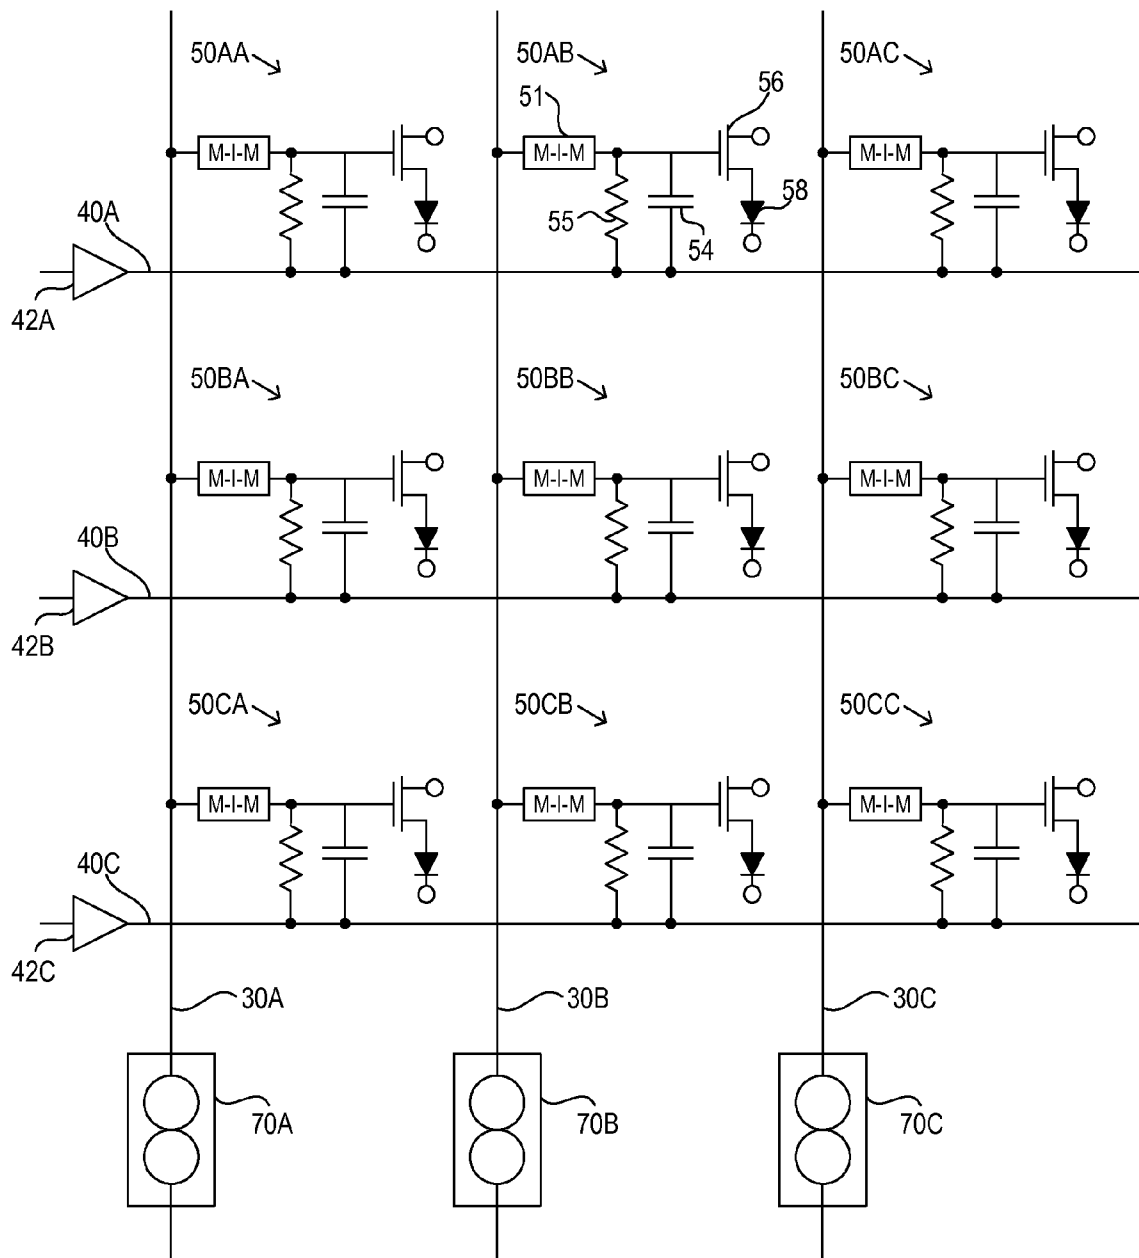 50AA
50AB
50AC
51
56
M-I-M
M-I-M
M-I-M
40A
55
54
58
42A
50BA
50BB
50BC
M-I-M
M-I-M
M-I-M
40B
42B
50CA
50CB
50CC
M-I-M
M-I-M
M-I-M
40C
42C
30A
30B
30C
70A
70B
70C